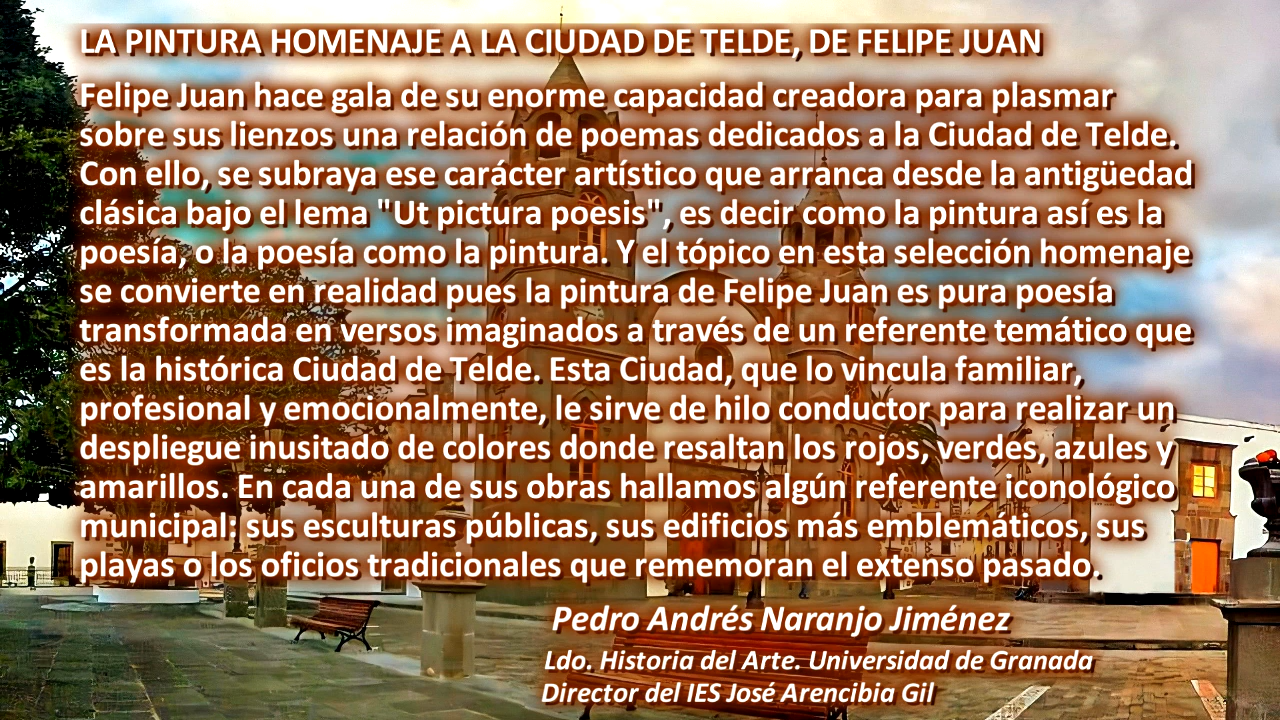 LA PINTURA HOMENAJE A LA CIUDAD DE TELDE, DE FELIPE JUAN
Felipe Juan hace gala de su enorme capacidad creadora para plasmar
sobre sus lienzos una relación de poemas dedicados a la Ciudad de Telde.
Con ello, se subraya ese carácter artístico que arranca desde la antigüedad
clásica bajo el lema "Ut pictura poesis", es decir como la pintura así es la
poesía, o la poesía como la pintura. Y el tópico en esta selección homenaje
se convierte en realidad pues la pintura de Felipe Juan es pura poesía
transformada en versos imaginados a través de un referente temático que
es la histórica Ciudad de Telde. Esta Ciudad, que lo vincula familiar,
profesional y emocionalmente, le sirve de hilo conductor para realizar un
despliegue inusitado de colores donde resaltan los rojos, verdes, azules y
amarillos. En cada una de sus obras hallamos algún referente iconológico
municipal: sus esculturas públicas, sus edificios más emblemáticos, sus
playas o los oficios tradicionales que rememoran el extenso pasado.
Pedro Andrés Naranjo Jiménez
Ldo. Historia del Arte. Universidad de Granada
Director del IES José Arencibia Gil